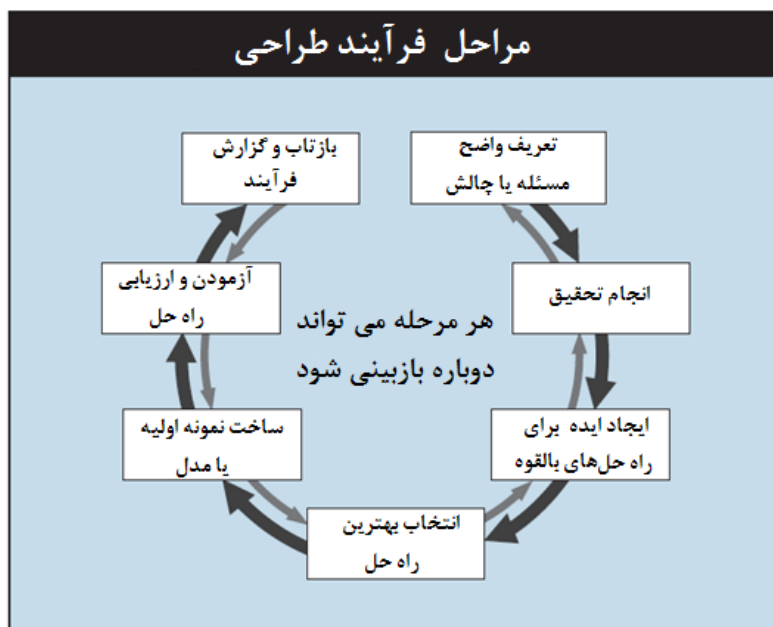 مراحل فرآیند طراحی
تعریف واضح
مسئله یا چالش
انجام تحقیق
ایجاد ایده برای
راه حل‌های بالقوه
انتخاب بهترین
راه حل
ساخت نمونه اولیه
یا مدل
آزمودن و ارزیابی
راه حل
بازتاب و گزارش
فرآیند
هر مرحله می تواند
دوباره بازبینی شود